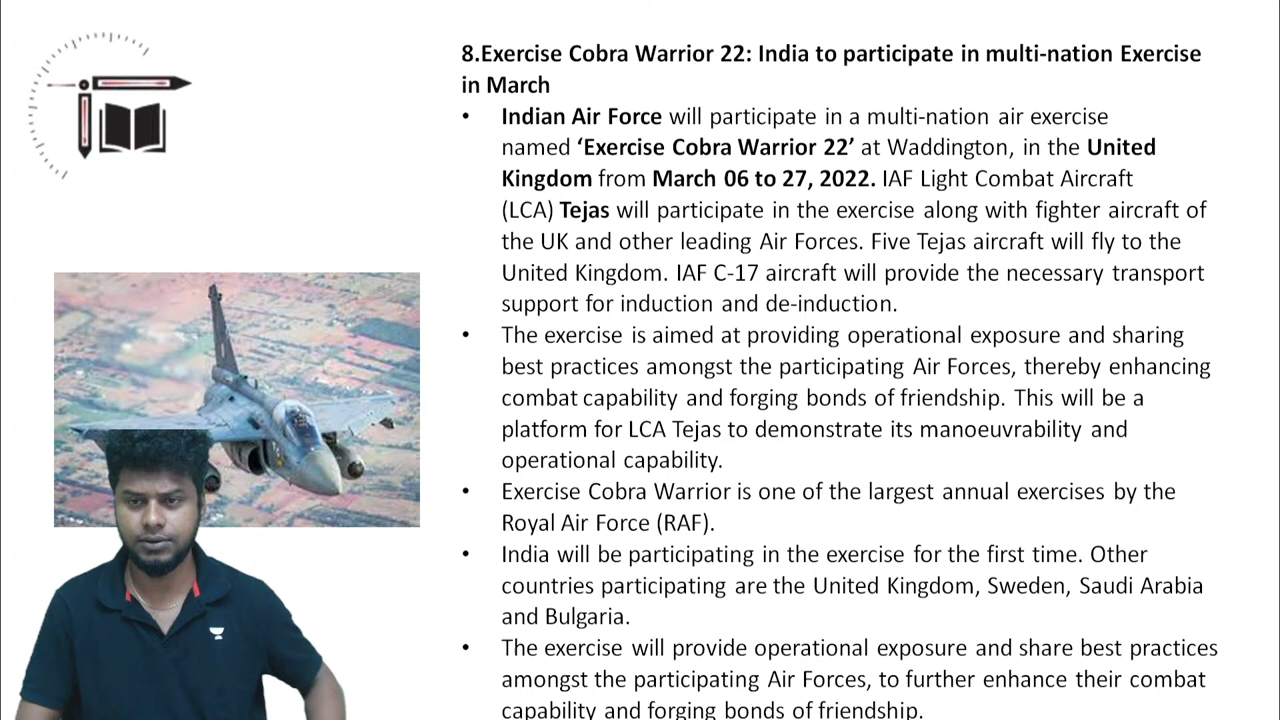 8.Exercise Cobra Warrior 22: India to participate in multi-nation Exercise
in March
• Indian Air Force will participate in a multi-nation air exercise
named ‘Exercise Cobra Warrior 22’ at Waddington, in the United
Kingdom from March 06 to 27, 2022. IAF Light Combat Aircraft
(LCA) Tejas will participate in the exercise along with fighter aircraft of
the UK and other leading Air Forces. Five Tejas aircraft will fly to the
United Kingdom. IAF C-17 aircraft will provide the necessary transport
support for induction and de-induction.
• The exercise is aimed at providing operational exposure and sharing
best practices amongst the participating Air Forces, thereby enhancing
combat capability and forging bonds of friendship. This will be a
platform for LCA Tejas to demonstrate its manoeuvrability and
operational capability.
• Exercise Cobra Warrior is one of the largest annual exercises by the
Royal Air Force (RAF).
• India will be participating in the exercise for the first time. Other
countries participating are the United Kingdom, Sweden, Saudi Arabia
and Bulgaria.
• The exercise will provide operational exposure and share best practices
amongst the participating Air Forces, to further enhance their combat
capability and forging bonds of friendship.